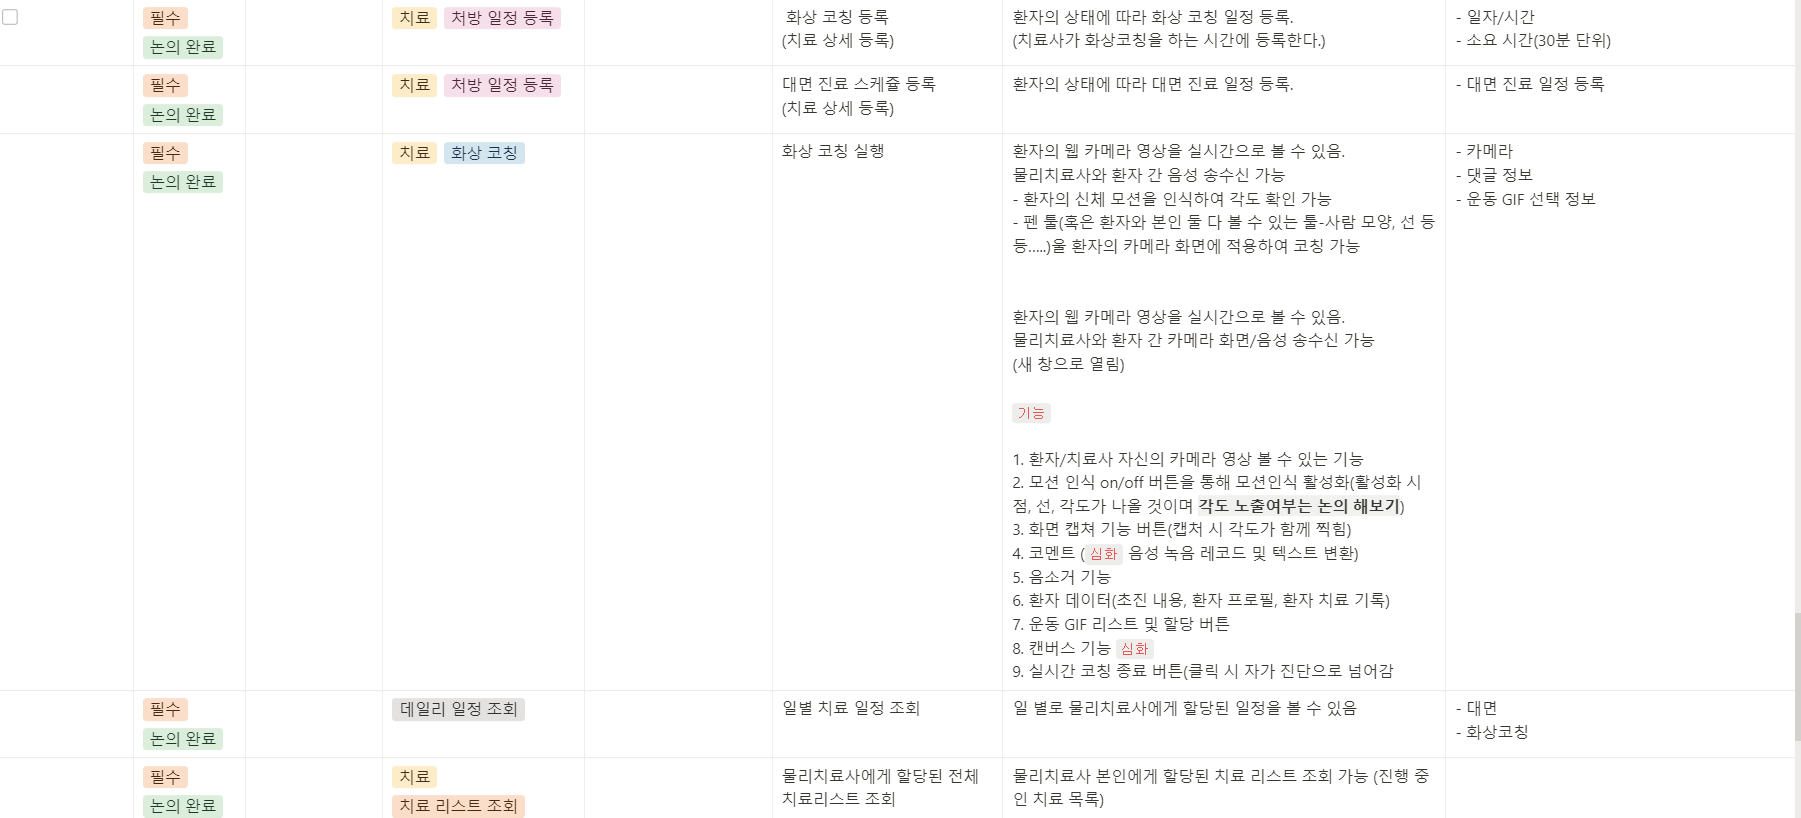 필수
논의 완료
치료 처방 일정 등록
화상 코칭 등록
(치료 상세 등록)
환자의 상태에 따라 화상 코칭 일정 등록.
(치료사가 화상코칭을 하는 시간에 등록한다.)
- 일자/시간
- 소요 시간(30분 단위)
필수
논의 완료
치료 처방 일정 등록
대면 진료 스케쥴 등록
(치료 상세 등록)
환자의 상태에 따라 대면 진료 일정 등록.
- 대면 진료 일정 등록
필수
논의 완료
치료 화상 코칭
화상 코칭 실행
환자의 웹 카메라 영상을 실시간으로 볼 수 있음.
물리치료사와 환자 간 음성 송수신 가능
- 환자의 신체 모션을 인식하여 각도 확인 가능
- 펜 툴(혹은 환자와 본인 둘 다 볼 수 있는 툴-사람 모양, 선 등
등.....)을 환자의 카메라 화면에 적용하여 코칭 가능
환자의 웹 카메라 영상을 실시간으로 볼 수 있음.
물리치료사와 환자 간 카메라 화면/음성 송수신 가능
(새 창으로 열림)
기능
1. 환자/치료사 자신의 카메라 영상 볼 수 있는 기능
2. 모션 인식 on/off 버튼을 통해 모션인식 활성화(활성화 시
점, 선, 각도가 나올 것이며 각도 노출여부는 논의 해보기)
3. 화면 캡쳐 기능 버튼(캡처 시 각도가 함께 찍힘)
4. 코멘트 (심화 음성 녹음 레코드 및 텍스트 변환)
5. 음소거 기능
6. 환자 데이터(초진 내용, 환자 프로필, 환자 치료 기록)
7. 운동 GIF 리스트 및 할당 버튼
8. 캔버스 기능 심화
9. 실시간 코칭 종료 버튼(클릭 시 자가 진단으로 넘어감
- 카메라
- 댓글 정보
- 운동 GIF 선택 정보
필수
논의 완료
데일리 일정 조회
일별 치료 일정 조회
일 별로 물리치료사에게 할당된 일정을 볼 수 있음
- 대면
- 화상코칭
필수
논의 완료
치료
치료 리스트 조회
물리치료사에게 할당된 전체
치료리스트 조회
물리치료사 본인에게 할당된 치료 리스트 조회 가능 (진행 중
인 치료 목록)